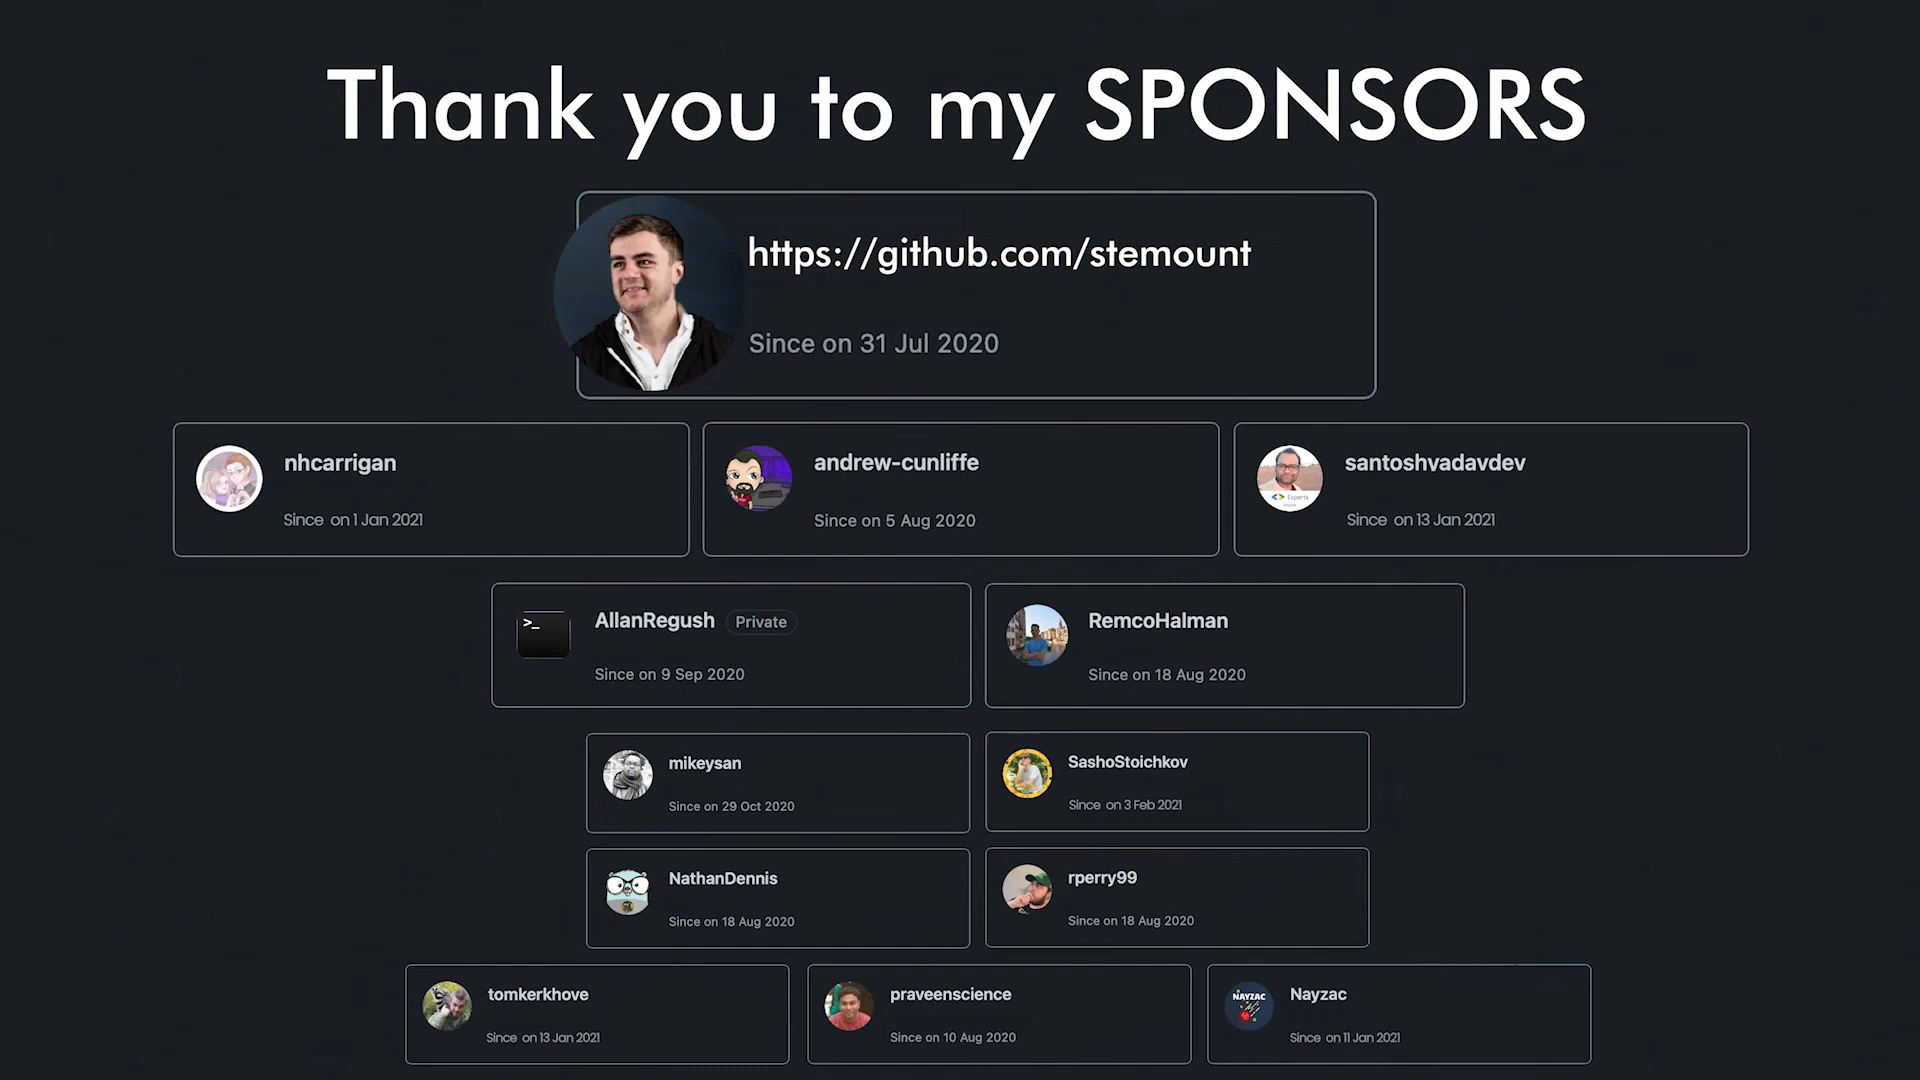 Thank you to my SPONSORS
https://github.com/stemount
Since on 31 Jul 2020
nhcarrigan
Since on 1 Jan 2021
andrew-cunliffe
Since on 5 Aug 2020
santoshyadavdev
Since on 13 Jan 2021
Experts
AllanRegush Private
>_
Since on 9 Sep 2020
RemcoHalman
Since on 18 Aug 2020
mikeysan
Since on 29 Oct 2020
SashoStoichkov
Since on 3 Feb 2021
NathanDennis
Since on 18 Aug 2020
rperry99
Since on 18 Aug 2020
tomkerkhove
Since on 13 Jan 2021
praveenscience
Since on 10 Aug 2020
NAYZAC
Nayzac
Since on 11 Jan 2021